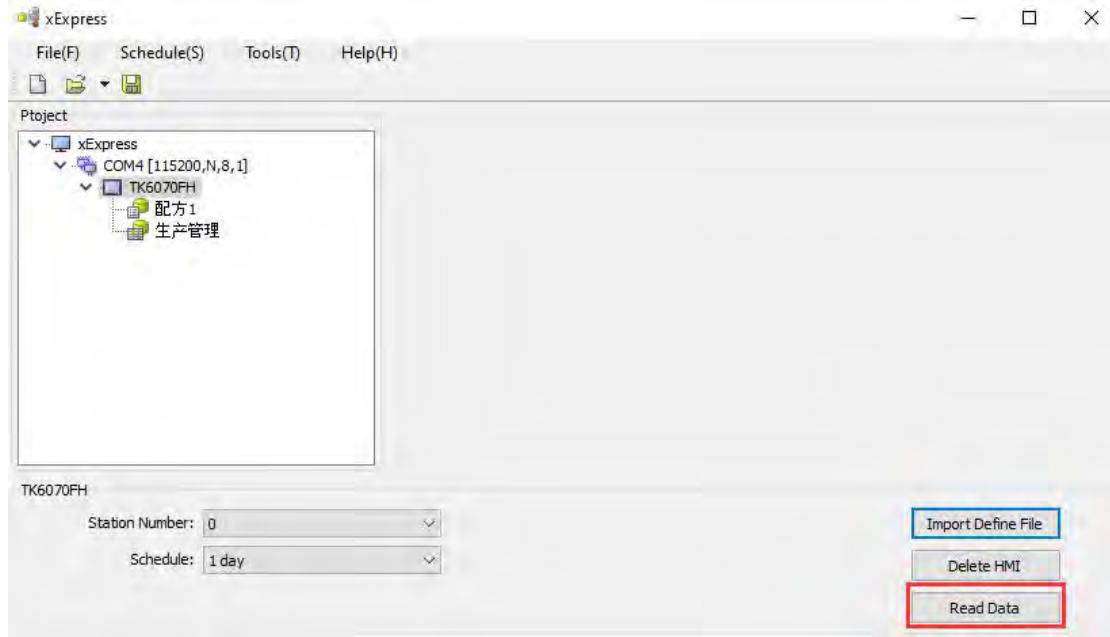 xExpress
File(F) Schedule(S) Tools(T) Help(H)
Ptoject
xExpress
COM4 [115200,N,8,1]
TK6070FH
配方1
生产管理
TK6070FH
Station Number: 0
Import Define File
Schedule: 1 day
Delete HMI
Read Data